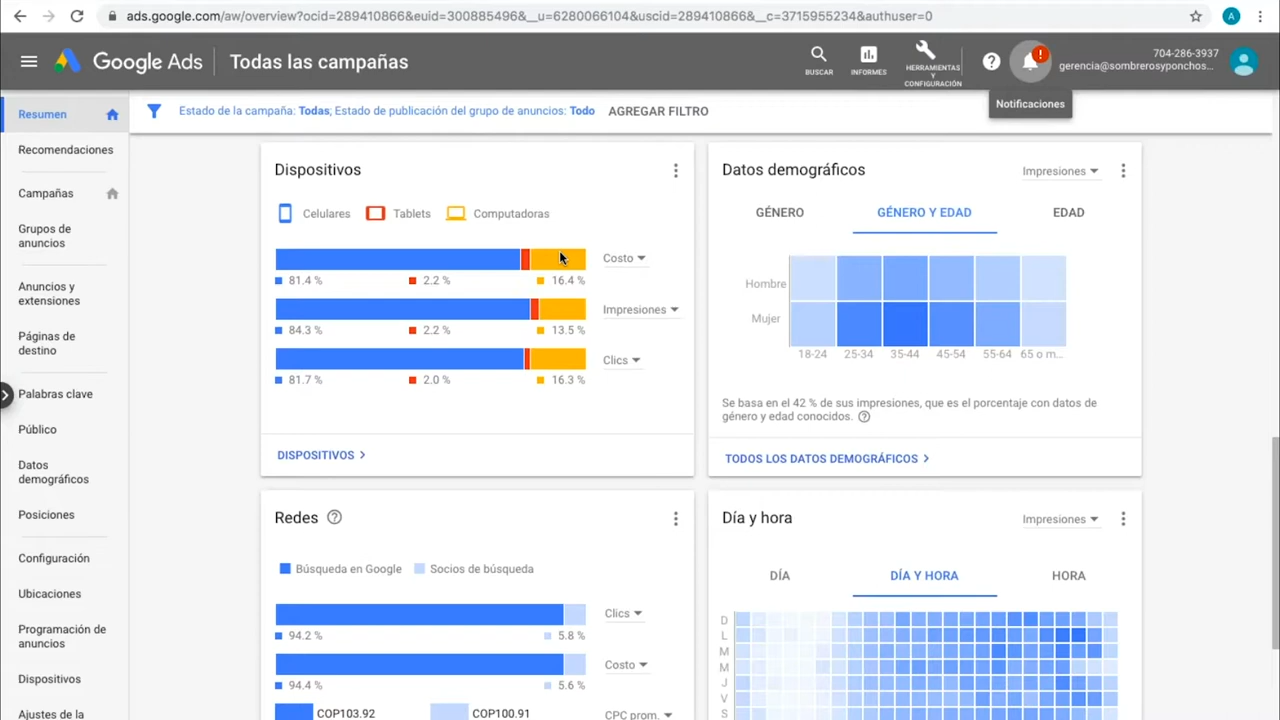 ads.google.com/aw/overview?ocid=289410866&euid=300885496&__u=6280066104&uscid=289410866&__c=3715955234&authuser=0
A
Google Ads
Todas las campañas
BUSCAR
INFORMES
HERRAMIENTAS
Y
CONFIGURACIÓN
704-286-3937
gerencia@sombrerosyponchos...
Notificaciones
Estado de la campaña: Todas; Estado de publicación del grupo de anuncios: Todo
AGREGAR FILTRO
Resumen
Recomendaciones
Campañas
Grupos de
anuncios
Anuncios y
extensiones
Páginas de
destino
Palabras clave
Público
Datos
demográficos
Posiciones
Configuración
Ubicaciones
Programación de
anuncios
Dispositivos
Ajustes de la
Dispositivos
Celulares
Tablets
Computadoras
Costo
81.4 %
2.2 %
16.4 %
Impresiones
84.3 %
2.2 %
13.5 %
Clics
81.7 %
2.0 %
16.3 %
DISPOSITIVOS
Datos demográficos
Impresiones
GÉNERO
GÉNERO Y EDAD
EDAD
Hombre
Mujer
18-24
25-34
35-44
45-54
55-64
65 o m...
Se basa en el 42 % de sus impresiones, que es el porcentaje con datos de
género y edad conocidos.
TODOS LOS DATOS DEMOGRÁFICOS
Redes
Búsqueda en Google
Socios de búsqueda
Clics
94.2 %
5.8 %
Costo
94.4 %
5.6 %
COP103.92
COP100.91
CPC prom.
Día y hora
Impresiones
DÍA
DÍA Y HORA
HORA
D
L
M
M
J
V
S